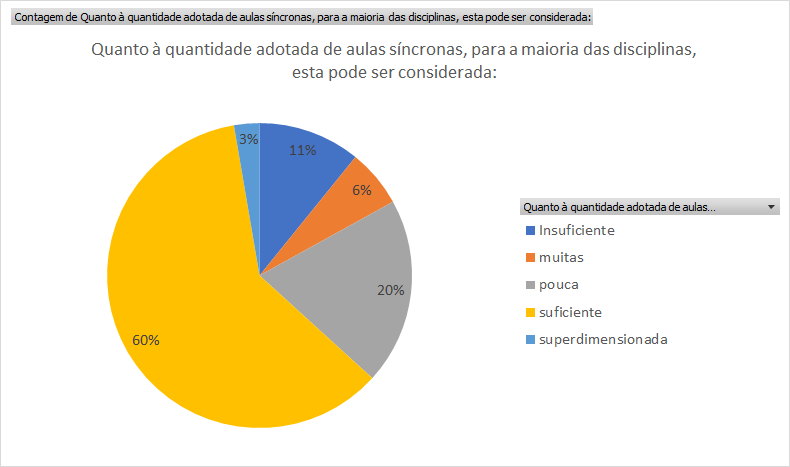 Contagem de Quanto à quantidade adotada de aulas síncronas, para a maioria das disciplinas, esta pode ser considerada:
Quanto à quantidade adotada de aulas síncronas, para a maioria das disciplinas,
esta pode ser considerada:
3%
11%
6%
20%
60%
Quanto à quantidade adotada de aulas...
Insuficiente
muitas
pouca
suficiente
superdimensionada